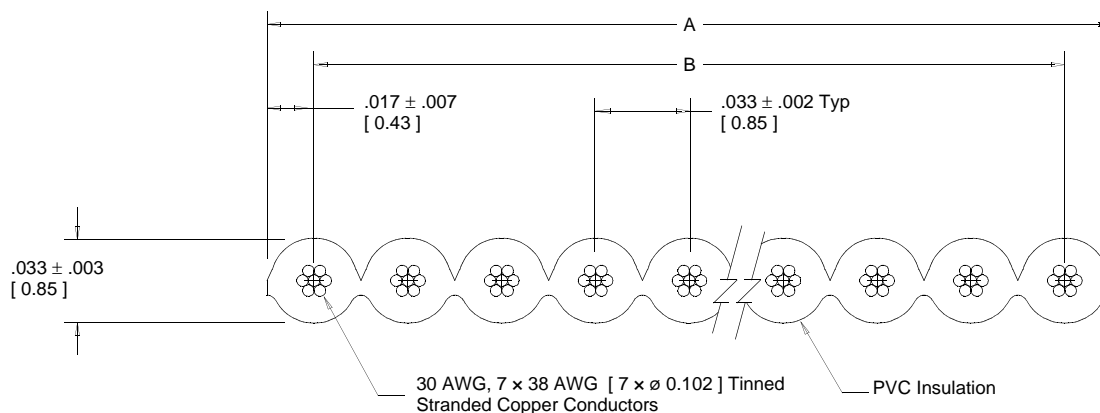 A
B
.017 ± .007
[ 0.43 ]
.033 ± .002 Typ
[ 0.85 ]
.033 ± .003
[ 0.85 ]
30 AWG, 7 × 38 AWG [ 7 × ø 0.102 ] Tinned
Stranded Copper Conductors
PVC Insulation